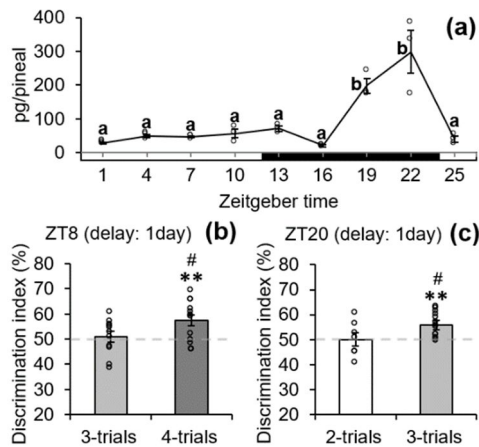 (a)
pg/pineal
400
300
200
100
0
a a a a a a b b a
1 4 7 10 13 16 19 22 25
Zeitgeber time
ZT8 (delay: 1day) (b)
Discrimination index (%)
80
70
60
50
40
30
20
#
**
3-trials 4-trials
ZT20 (delay: 1day) (c)
Discrimination index (%)
80
70
60
50
40
30
20
#
**
2-trials 3-trials